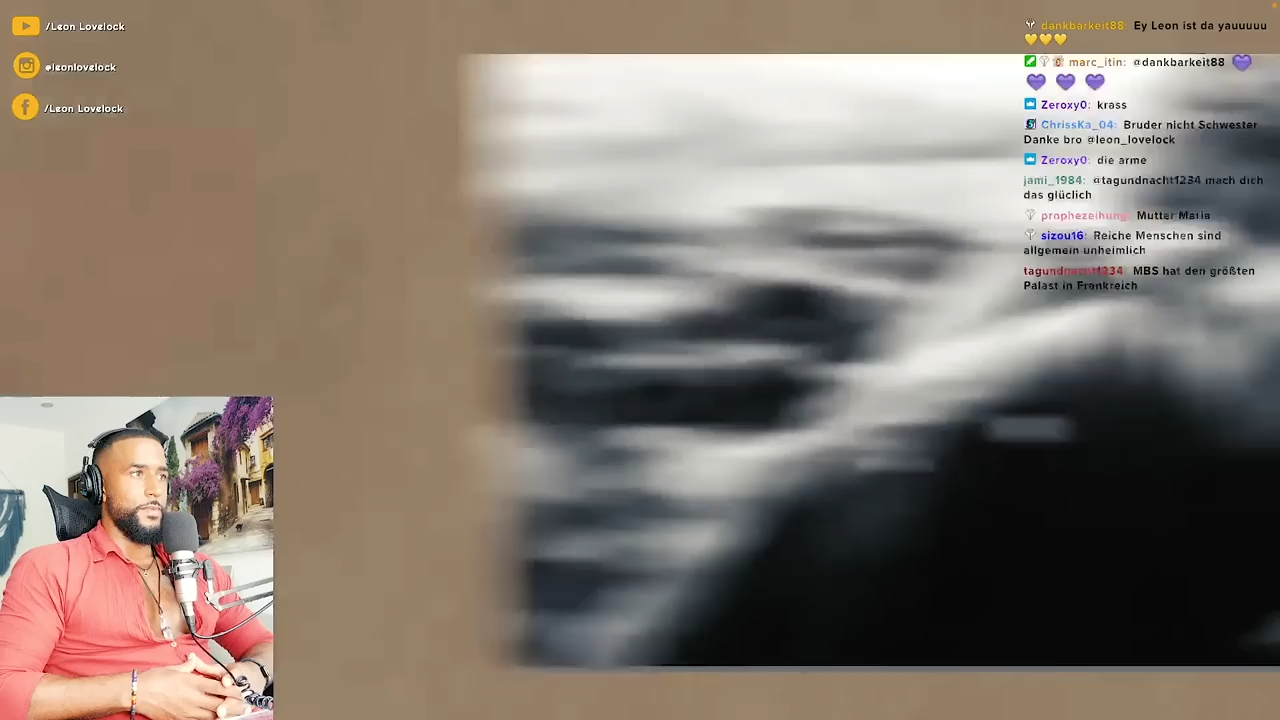 /Leon Lovelock
@leonlovelock
/Leon Lovelock
dankbarkeit88: Ey Leon ist da yauuuuu
marc_itin: @dankbarkeit88
Zeroxy0: krass
ChrissKa_04: Bruder nicht Schwester
Danke bro @leon_lovelock
Zeroxy0: die arme
jami_1984: @tagundnacht1234 mach dich
das glüclich
prophezeihung: Mutter Maria
sizou16: Reiche Menschen sind
allgemein unheimlich
tagundnacht1234: MBS hat den größten
Palast in Frankreich